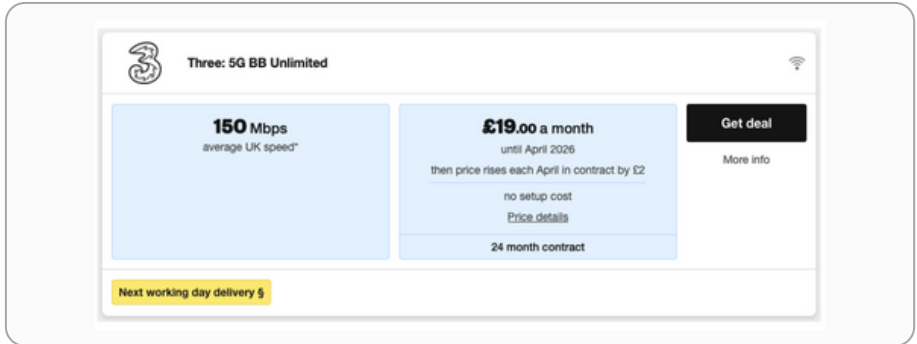 3
Three: 5G BB Unlimited
150 Mbps
average UK speed*
£19.00 a month
until April 2026
then price rises each April in contract by £2
no setup cost
Price details
24 month contract
Get deal
More info
Next working day delivery §